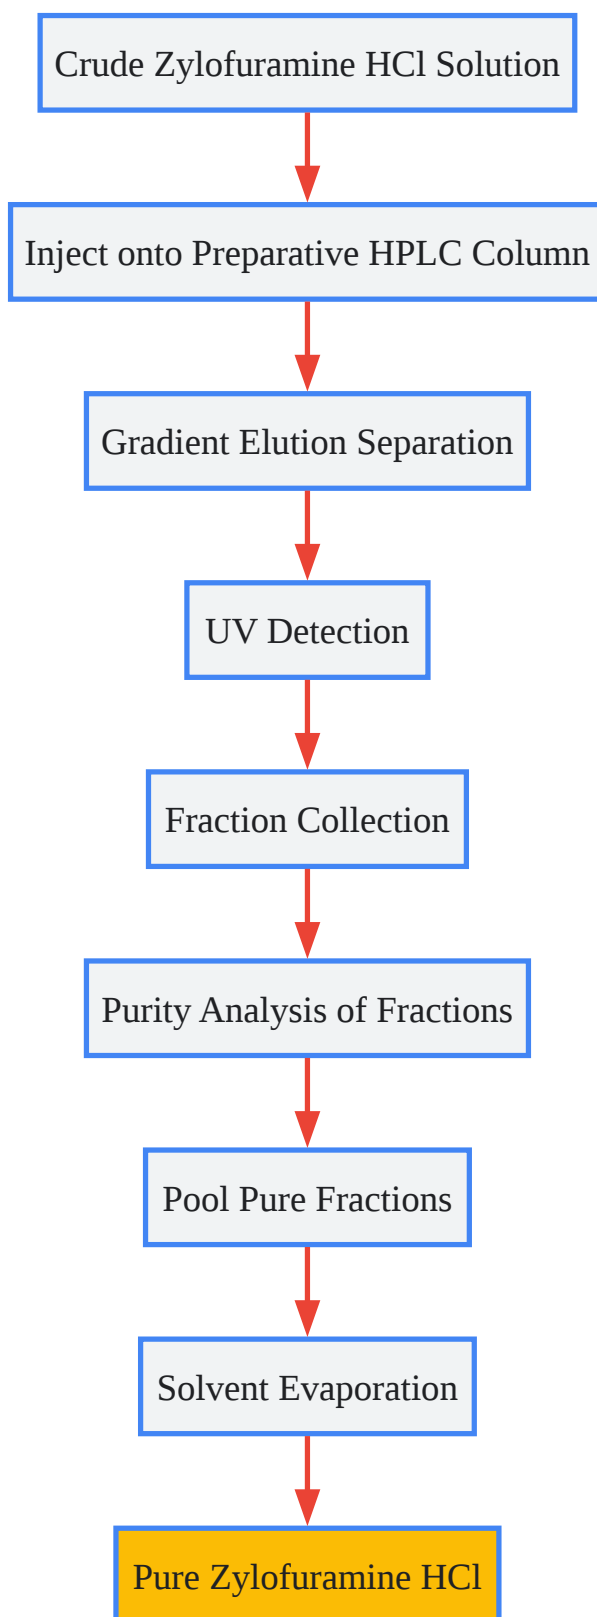 Crude Zylofuramine HCl Solution
Inject onto Preparative HPLC Column
Gradient Elution Separation
UV Detection
Fraction Collection
Purity Analysis of Fractions
Pool Pure Fractions
Solvent Evaporation
Pure Zylofuramine HCl